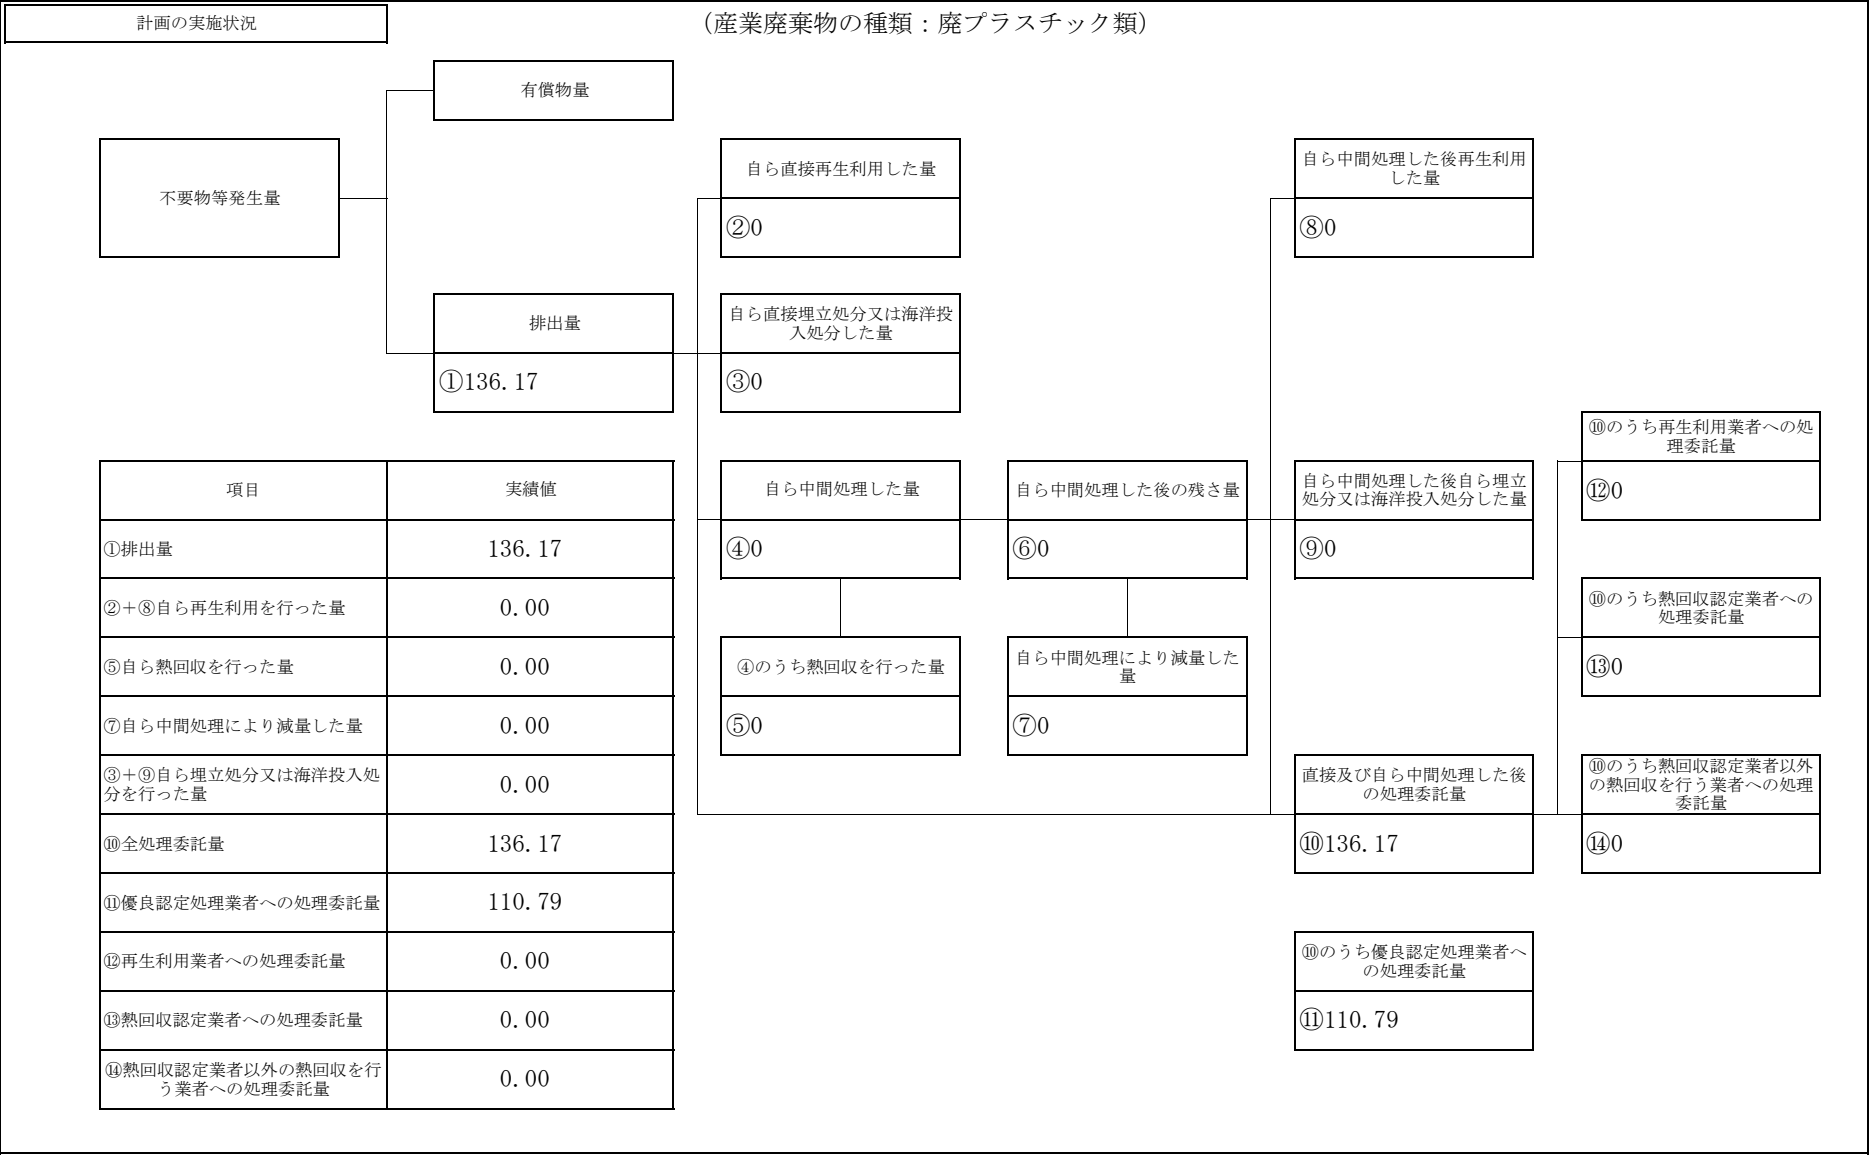 計画の実施状況
（産業廃棄物の種類：廃プラスチック類）
有償物量
不要物等発生量
自ら直接再生利用した量
②0
自ら中間処理した後再生利用
した量
⑧0
排出量
①136.17
自ら直接埋立処分又は海洋投
入処分した量
③0
⑩のうち再生利用業者への処
理委託量
⑫0
自ら中間処理した量
④0
自ら中間処理した後の残さ量
⑥0
自ら中間処理した後自ら埋立
処分又は海洋投入処分した量
⑨0
⑩のうち熱回収認定業者への
処理委託量
⑬0
④のうち熱回収を行った量
⑤0
自ら中間処理により減量した
量
⑦0
直接及び自ら中間処理した後
の処理委託量
⑩136.17
⑩のうち熱回収認定業者以外
の熱回収を行う業者への処理
委託量
⑭0
⑩のうち優良認定処理業者へ
の処理委託量
⑪110.79
項目 実績値
①排出量 136.17
②＋⑧自ら再生利用を行った量 0.00
⑤自ら熱回収を行った量 0.00
⑦自ら中間処理により減量した量 0.00
③＋⑨自ら埋立処分又は海洋投入処
分を行った量 0.00
⑩全処理委託量 136.17
⑪優良認定処理業者への処理委託量 110.79
⑫再生利用業者への処理委託量 0.00
⑬熱回収認定業者への処理委託量 0.00
⑭熱回収認定業者以外の熱回収を行
う業者への処理委託量 0.00